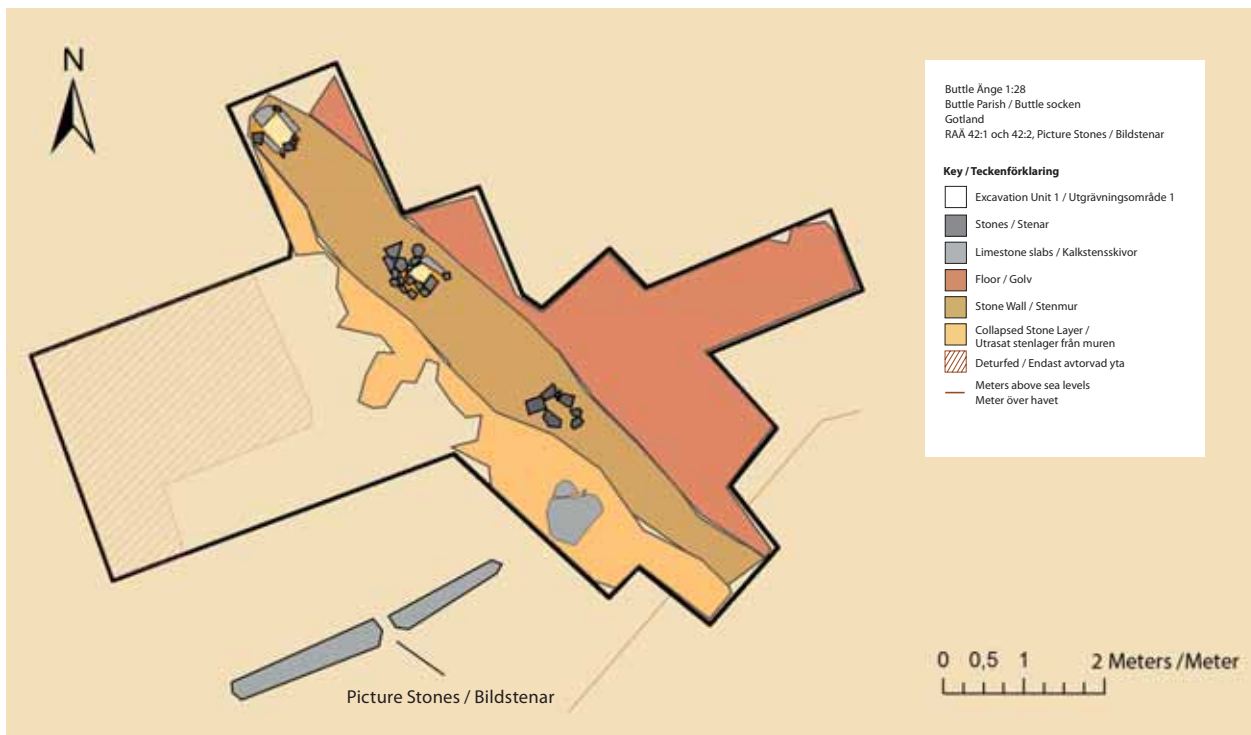 N
Buttle Änge 1:28
Buttle Parish / Buttle socken
Gotland
RAÄ 42:1 och 42:2, Picture Stones / Bildstenar
Key / Teckenförklaring
Excavation Unit 1 / Utgrävningsområde 1
Stones / Stenar
Limestone slabs / Kalkstensskivor
Floor / Golv
Stone Wall / Stenmur
Collapsed Stone Layer /
Utrasat stenlager från muren
Deturfed / Endast avtorvad yta
Meters above sea levels
Meter över havet
Picture Stones / Bildstenar
0 0,5 1 2 Meters /Meter